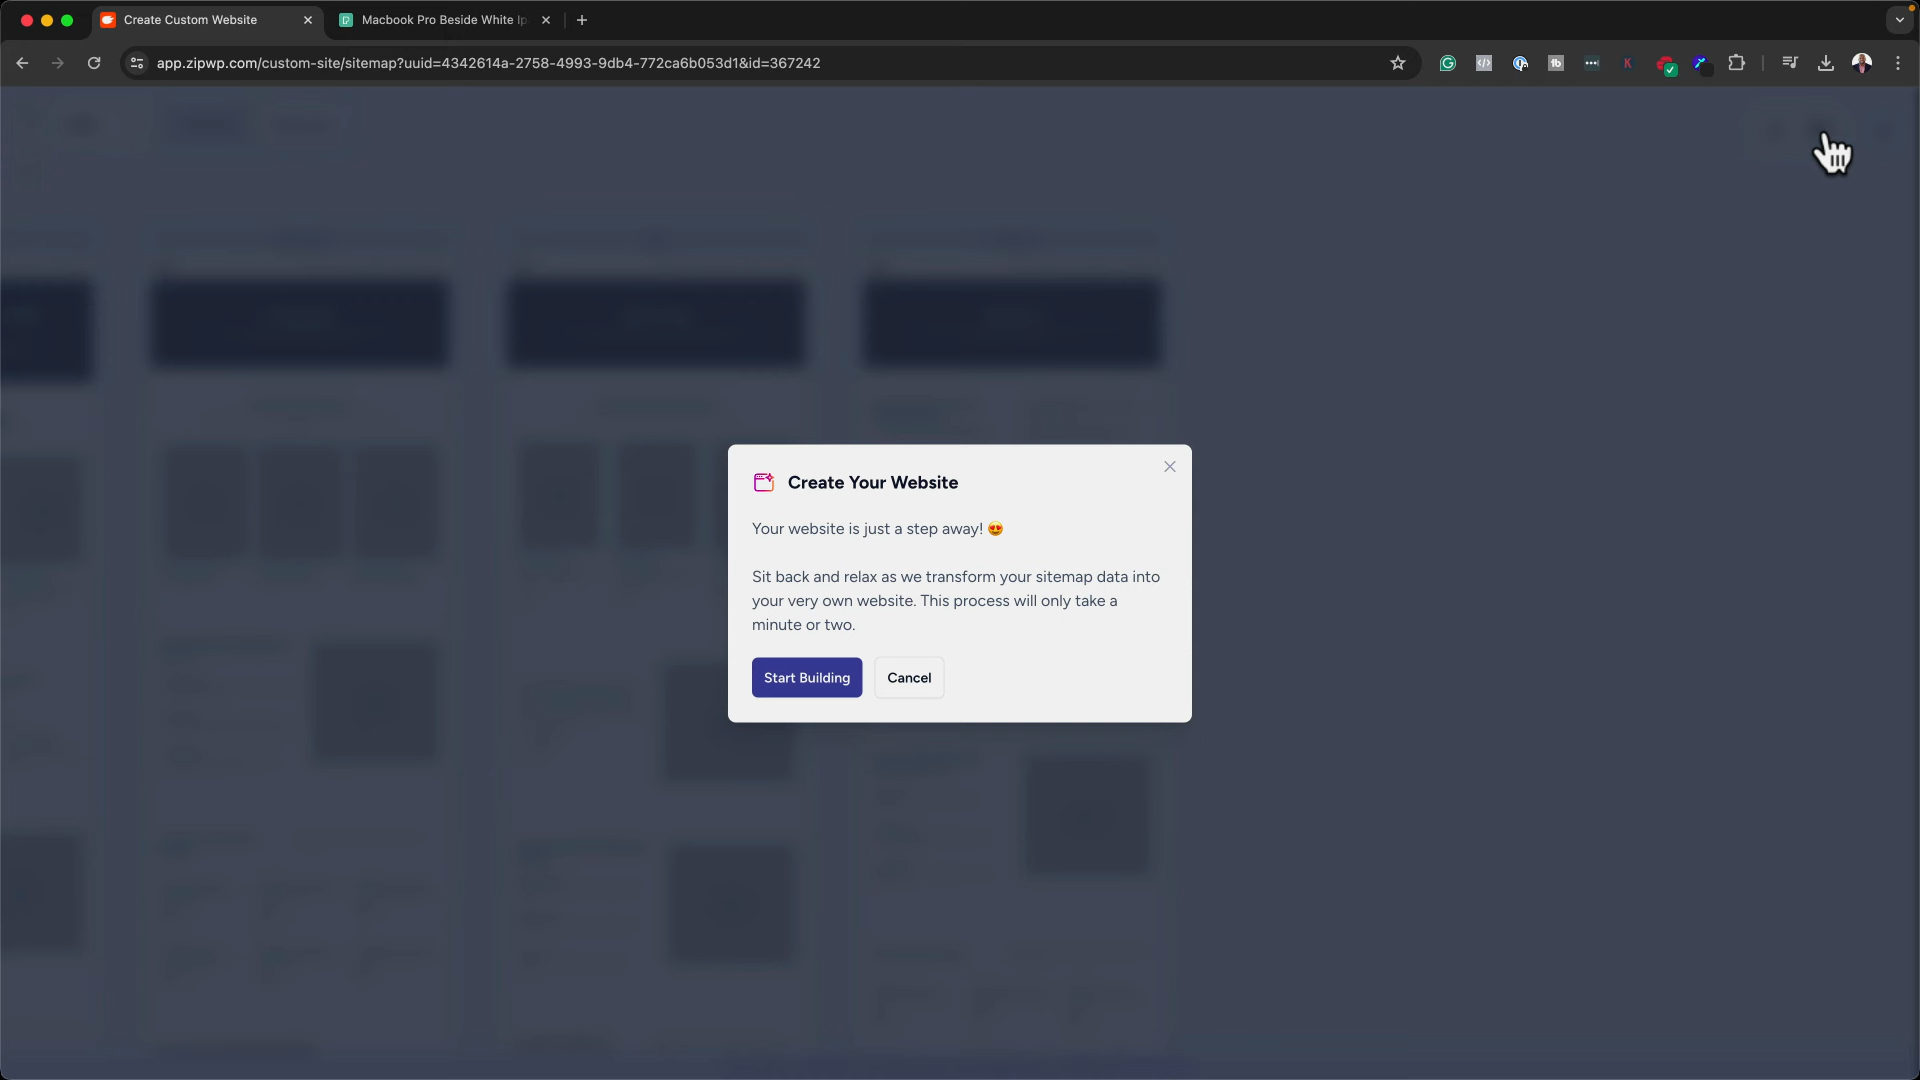 Create Custom Website
Macbook Pro Beside White Ip
app.zipwp.com/custom-site/sitemap?uuid=4342614a-2758-4993-9db4-772ca6b053d1&id=367242
Create Your Website
Your website is just a step away! 😍
Sit back and relax as we transform your sitemap data into
your very own website. This process will only take a
minute or two.
Start Building
Cancel